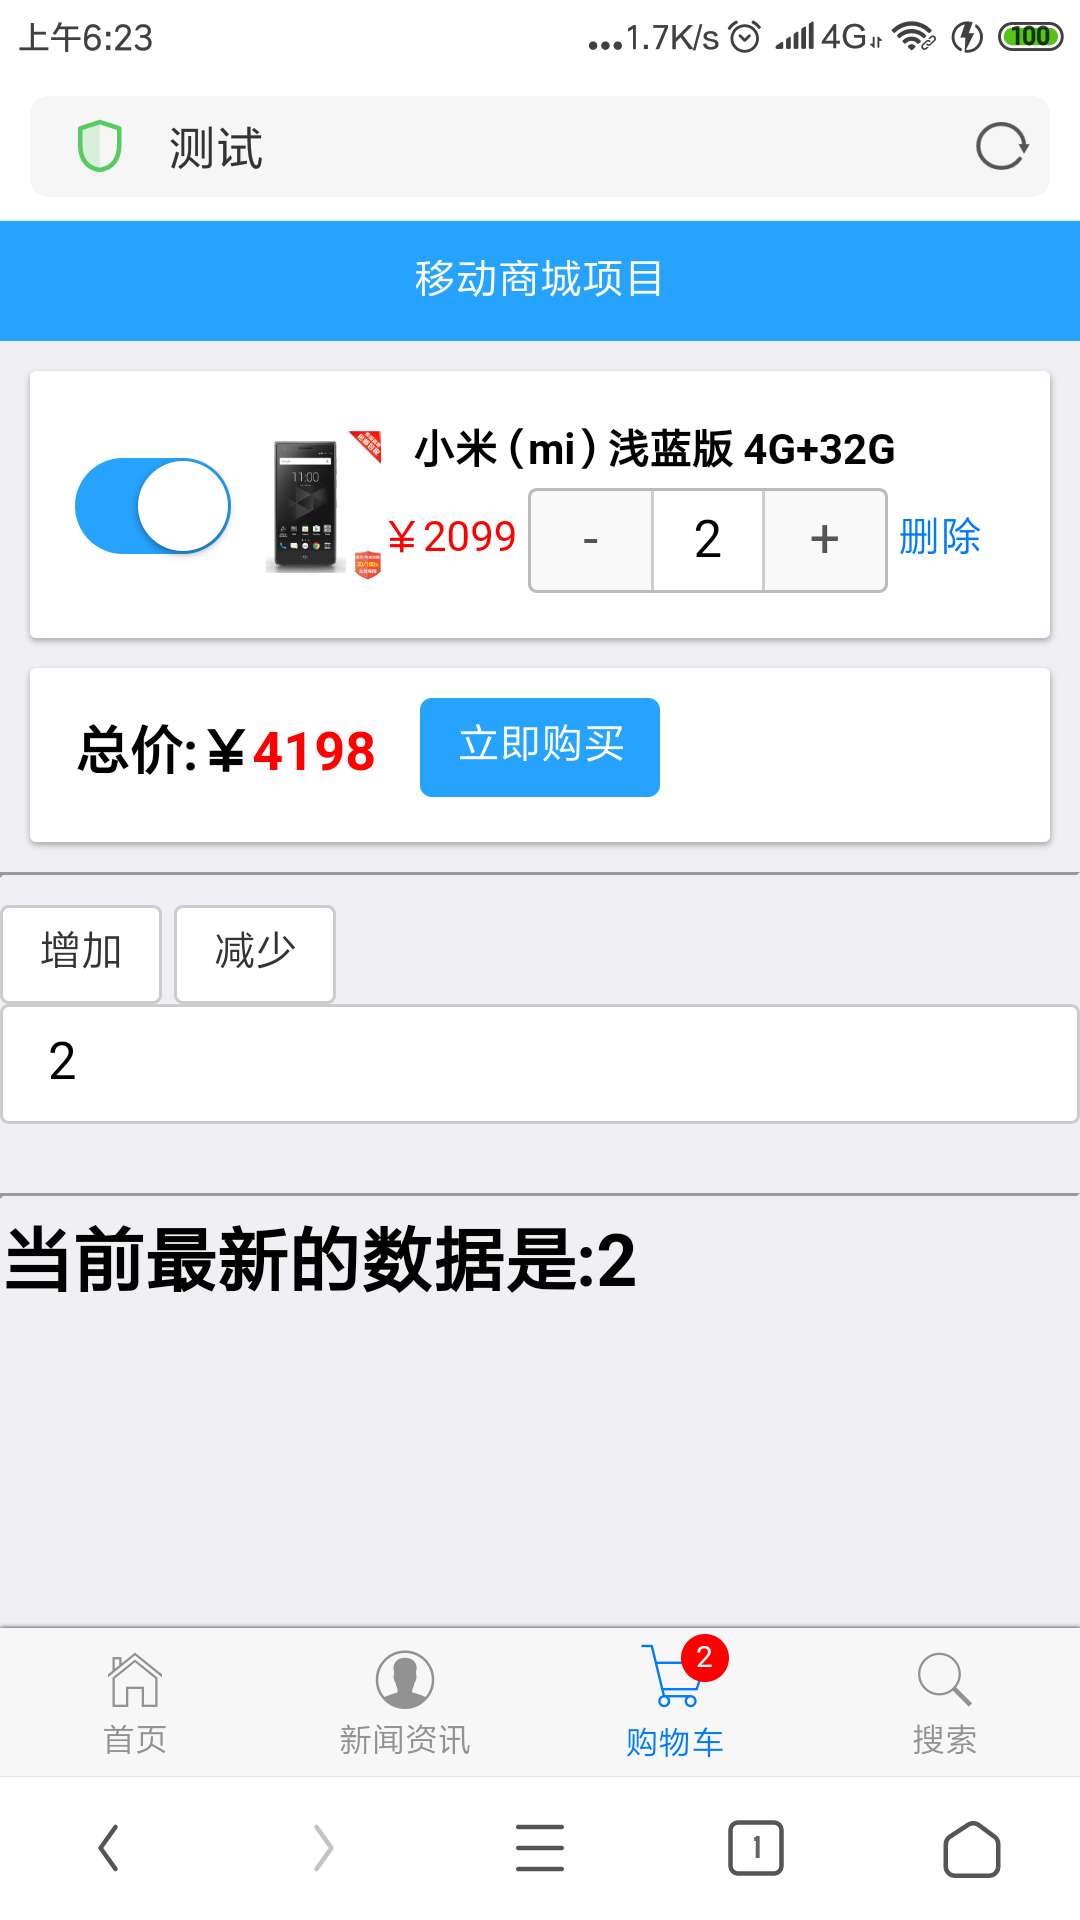 上午6:23
...1.7K/s
4G
100
测试
移动商城项目
小米（mi）浅蓝版 4G+32G
11:00
￥2099
-
2
+
删除
总价:￥4198
立即购买
增加
减少
2
当前最新的数据是:2
2
首页
新闻资讯
购物车
搜索
1